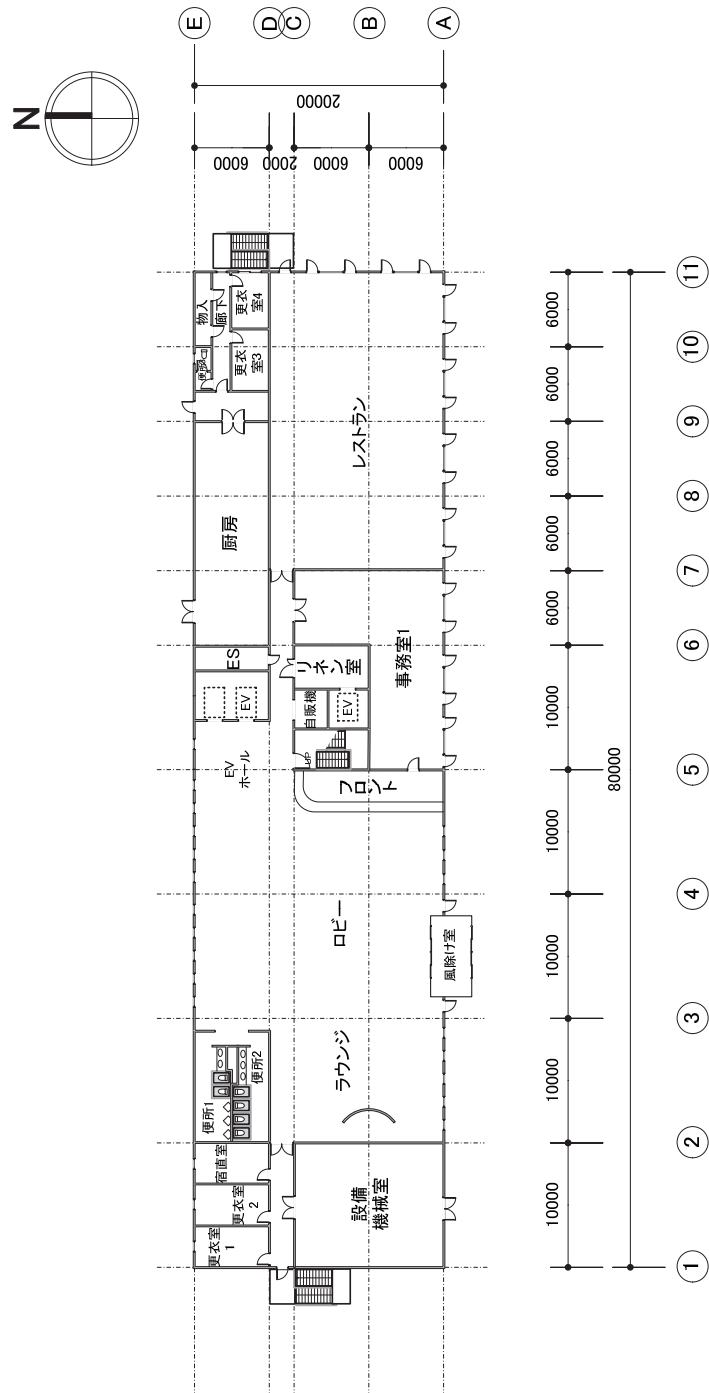 N
E
D
C
B
A
20000
6000
2000
6000
6000
物入
廊下
更衣
室4
便所3
更衣
室3
レストラン
厨房
ES
リネン
室
事務室1
自販機
EV
EV
EV
ホール
UP
フロント
ロビー
風除け室
ラウンジ
便所1
便所2
宿直室
更衣室
2
更衣室
1
設備
機械室
11
10
9
8
7
6
5
4
3
2
1
6000
6000
6000
6000
6000
10000
10000
10000
10000
10000
80000